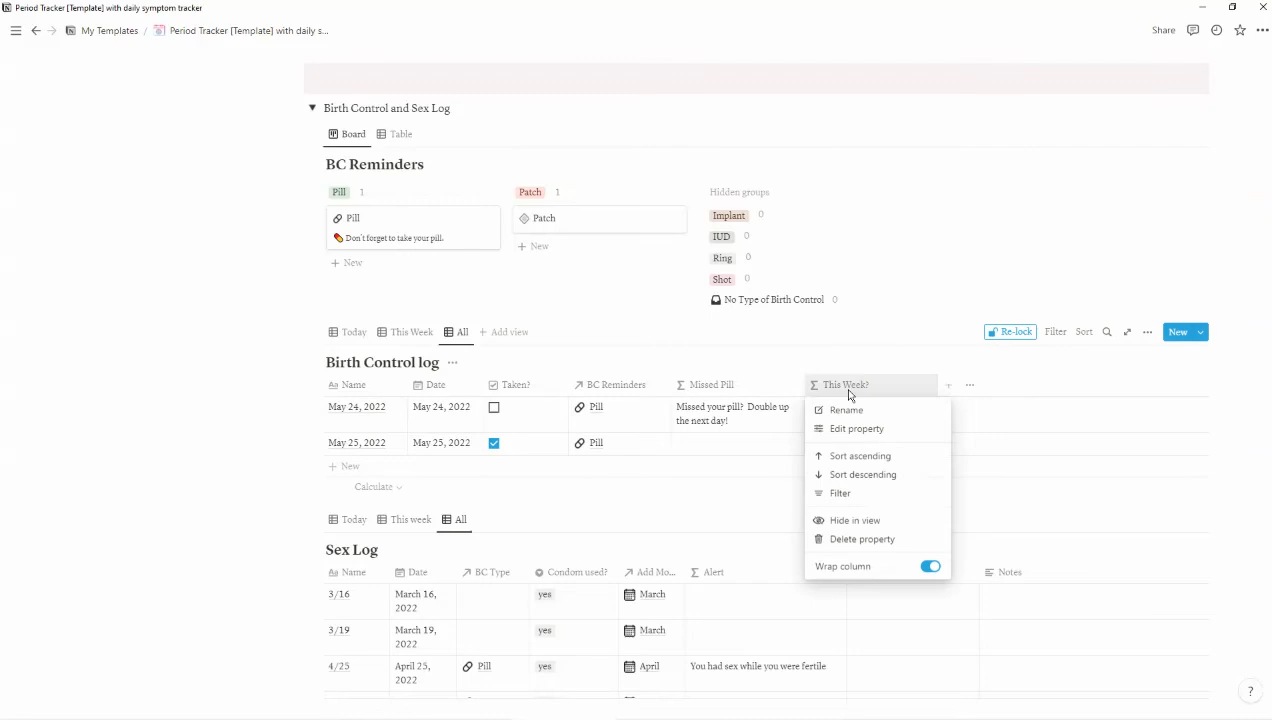 Period Tracker [Template] with daily symptom tracker
My Templates / Period Tracker [Template] with daily s...
Share
Birth Control and Sex Log
Board Table
BC Reminders
Pill 1 Patch 1 Hidden groups
Pill
Don't forget to take your pill.
+ New
Patch
+ New
Implant 0
IUD 0
Ring 0
Shot 0
No Type of Birth Control 0
Today This Week All + Add view
Re-lock Filter Sort New
Birth Control log
Aa Name Date Taken? BC Reminders Missed Pill This Week?
May 24, 2022 May 24, 2022 Pill Missed your pill? Double up
the next day!
May 25, 2022 May 25, 2022 Pill
+ New
Calculate
Rename
Edit property
Sort ascending
Sort descending
Filter
Hide in view
Delete property
Wrap column
Today This week All
Sex Log
Aa Name Date BC Type Condom used? Add Mo... Alert Notes
3/16 March 16,
2022 yes March
3/19 March 19,
2022 yes March
4/25 April 25,
2022 Pill yes April You had sex while you were fertile
?